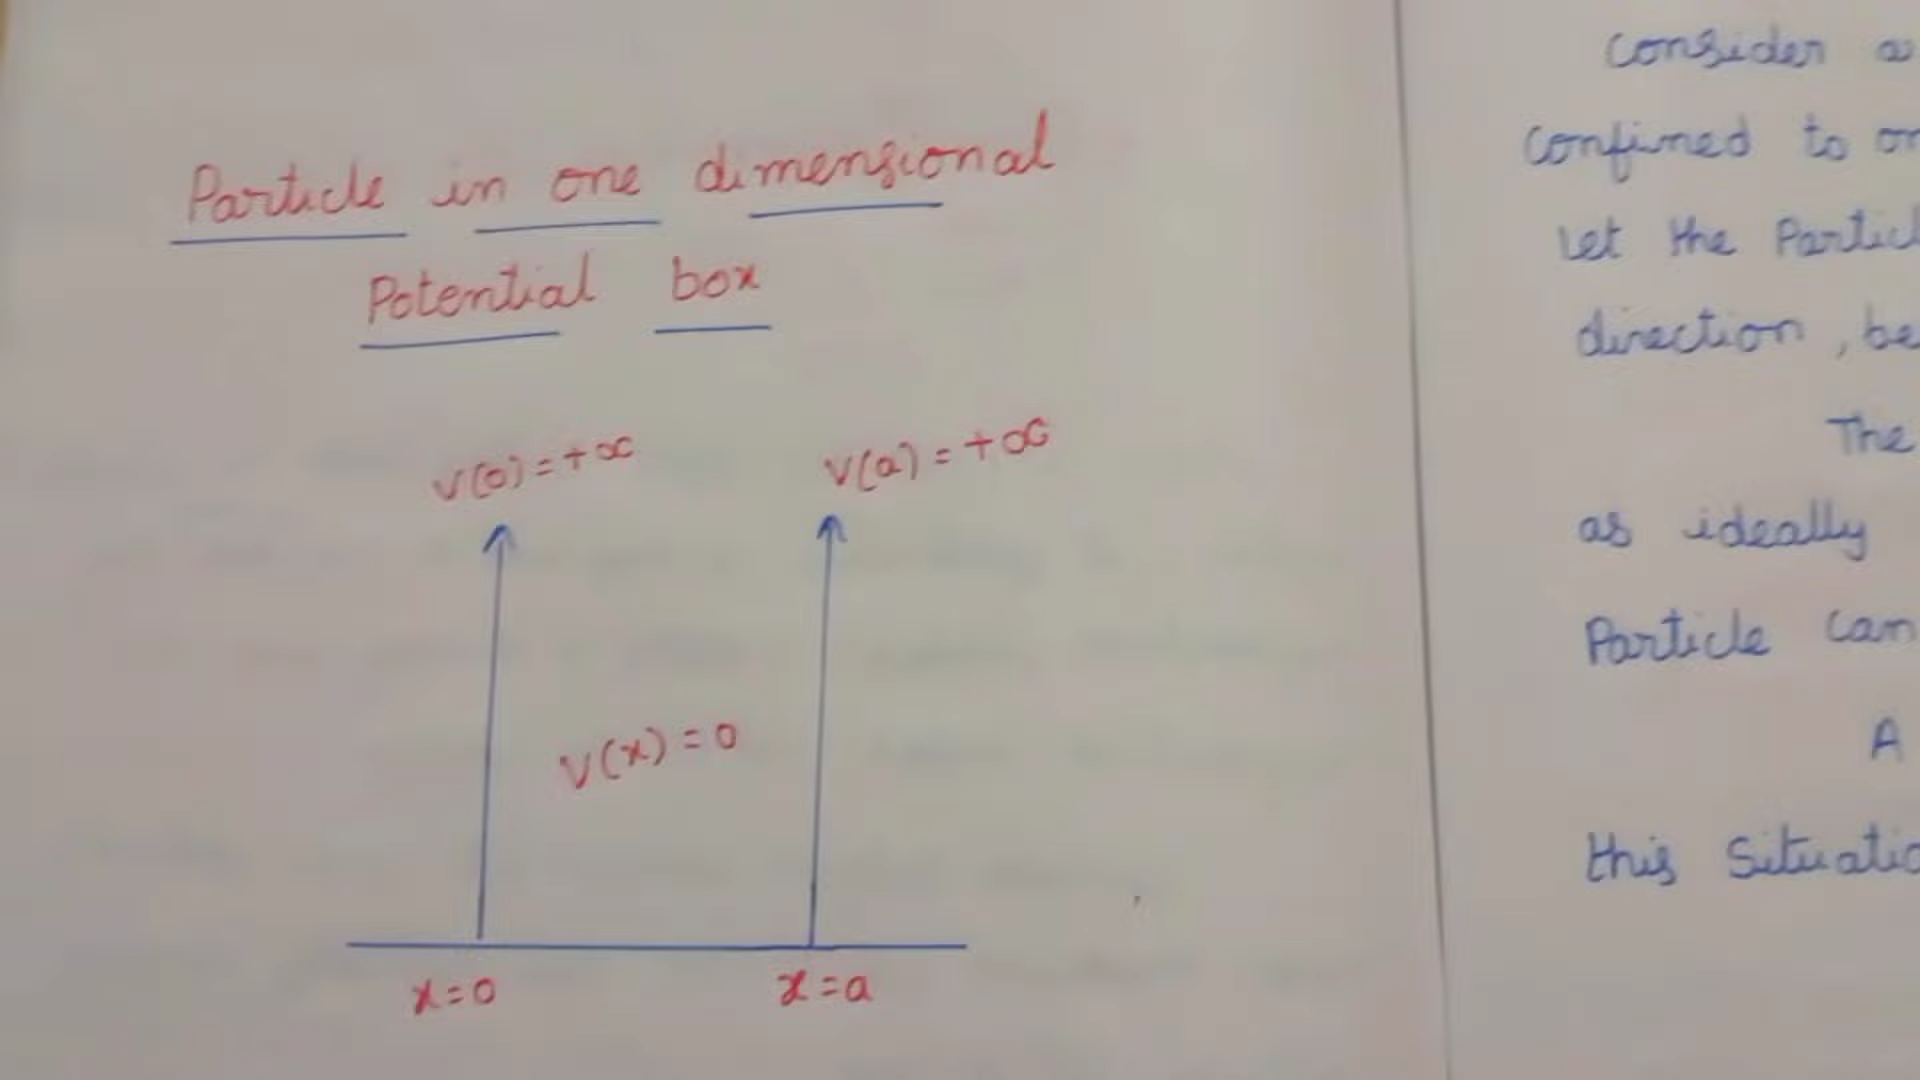 Particle in one dimensional
Potential box
V(0) = +∞
V(a) = +∞
V(x) = 0
x = 0
x = a
Consider a
Confined to
Let the
direction, be
The
as ideally
Particle can
A
this